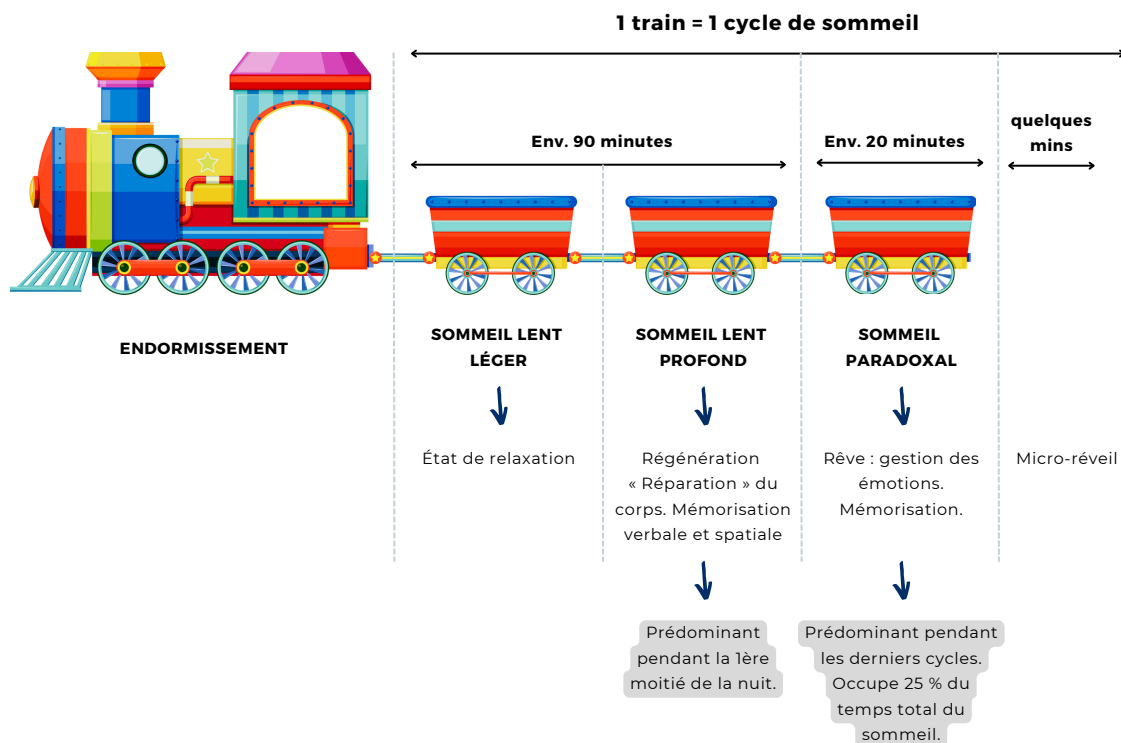 1 train = 1 cycle de sommeil
Env. 90 minutes
Env. 20 minutes
quelques
mins
ENDORMISSEMENT
SOMMEIL LENT
LÉGER
SOMMEIL LENT
PROFOND
SOMMEIL
PARADOXAL
État de relaxation
Régénération
« Réparation » du
corps. Mémorisation
verbale et spatiale
Rêve : gestion des
émotions.
Mémorisation.
Micro-réveil
Prédominant
pendant la 1ère
moitié de la nuit.
Prédominant pendant
les derniers cycles.
Occupe 25 % du
temps total du
sommeil.